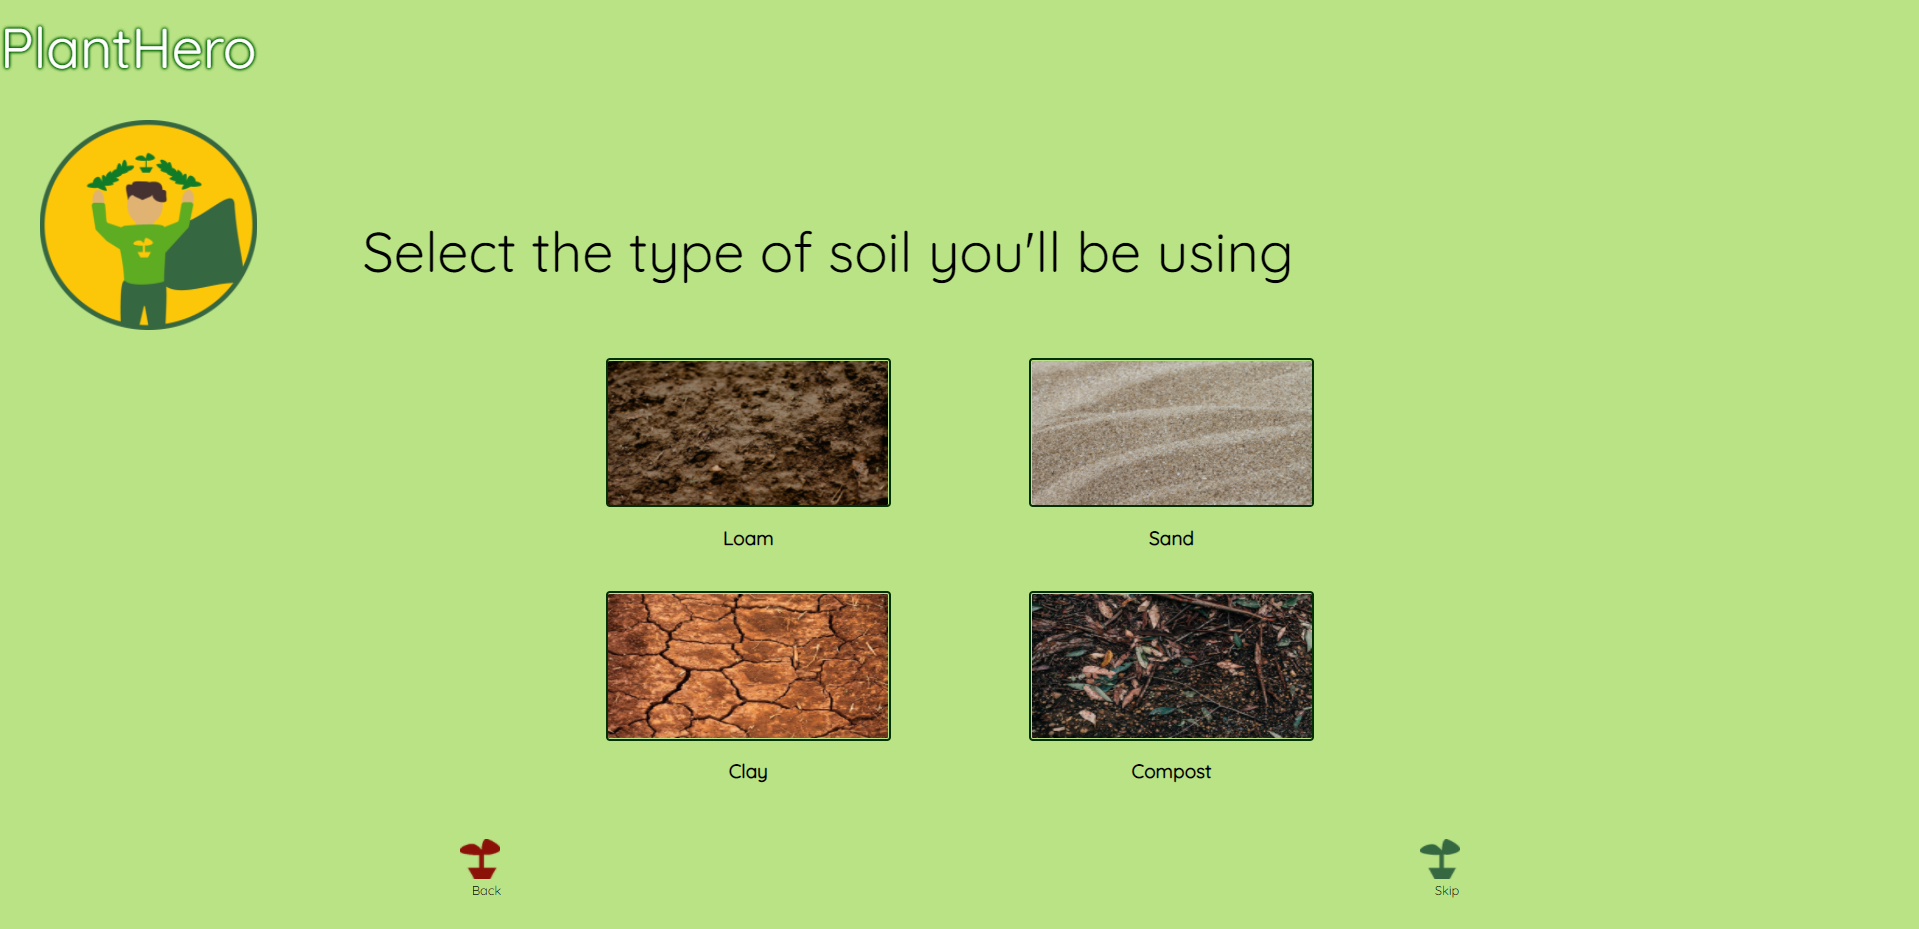 PlantHero
Select the type of soil you'll be using
Loam
Sand
Clay
Compost
Back
Skip